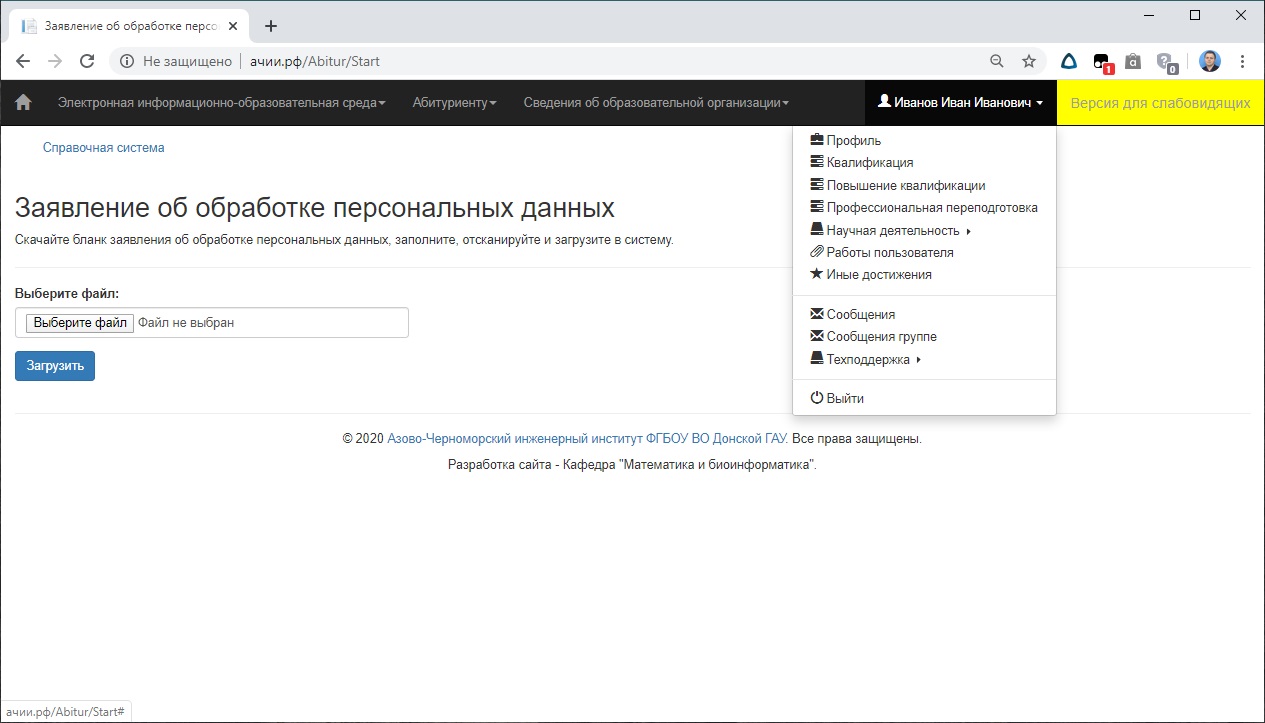 Заявление об обработке персо
Не защищено | ачии.рф/Abitur/Start
1
0
Электронная информационно-образовательная среда
Абитуриенту
Сведения об образовательной организации
Иванов Иван Иванович
Версия для слабовидящих
Справочная система
Профиль
Квалификация
Повышение квалификации
Профессиональная переподготовка
Научная деятельность
Работы пользователя
Иные достижения
Сообщения
Сообщения группе
Техподдержка
Выйти
Заявление об обработке персональных данных
Скачайте бланк заявления об обработке персональных данных, заполните, отсканируйте и загрузите в систему.
Выберите файл:
Выберите файл Файл не выбран
Загрузить
© 2020 Азово-Черноморский инженерный институт ФГБОУ ВО Донской ГАУ. Все права защищены.
Разработка сайта - Кафедра "Математика и биоинформатика".
ачии.рф/Abitur/Start#